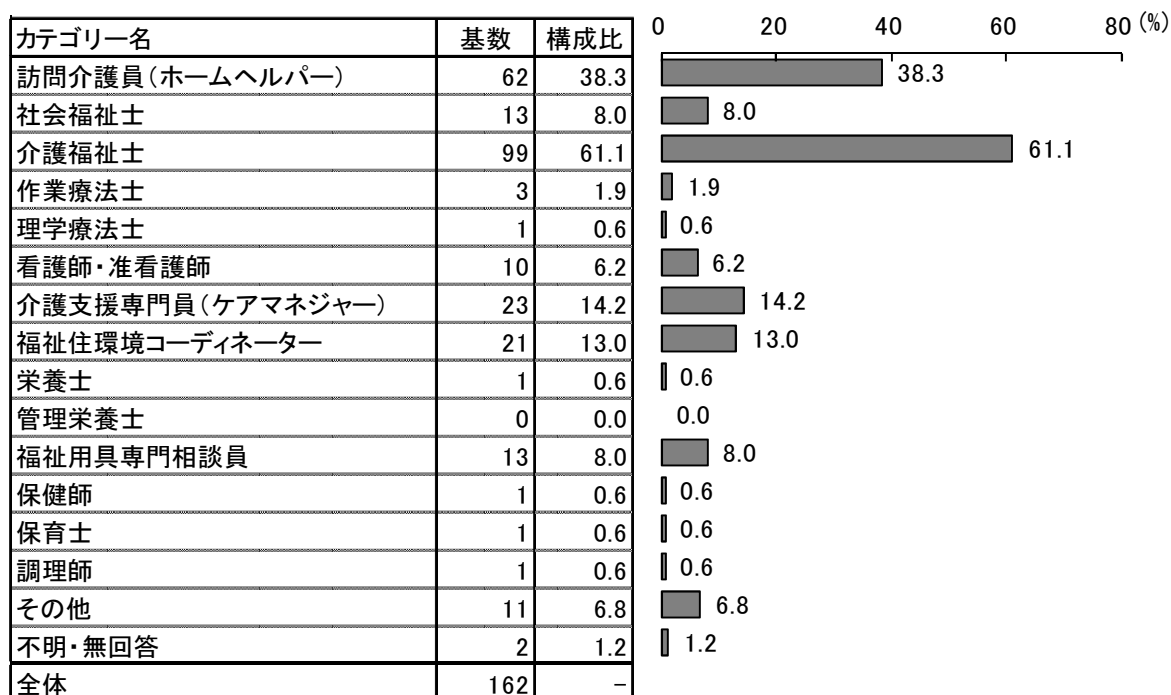 0 20 40 60 80 (%)
カテゴリー名 基数 構成比
訪問介護員(ホームヘルパー) 62 38.3 38.3
社会福祉士 13 8.0 8.0
介護福祉士 99 61.1 61.1
作業療法士 3 1.9 1.9
理学療法士 1 0.6 0.6
看護師・准看護師 10 6.2 6.2
介護支援専門員(ケアマネジャー) 23 14.2 14.2
福祉住環境コーディネーター 21 13.0 13.0
栄養士 1 0.6 0.6
管理栄養士 0 0.0 0.0
福祉用具専門相談員 13 8.0 8.0
保健師 1 0.6 0.6
保育士 1 0.6 0.6
調理師 1 0.6 0.6
その他 11 6.8 6.8
不明・無回答 2 1.2 1.2
全体 162 −